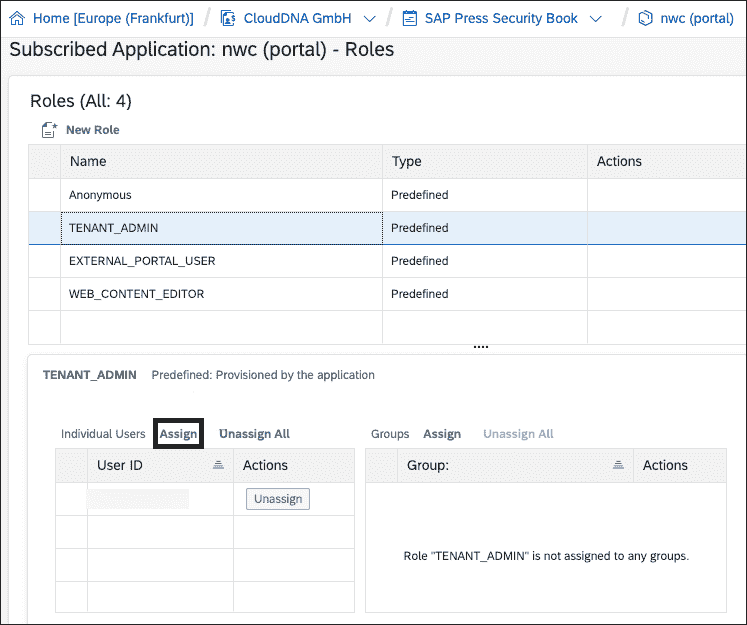 Home [Europe (Frankfurt)] / CloudDNA GmbH / SAP Press Security Book / nwc (portal)
Subscribed Application: nwc (portal) - Roles
Roles (All: 4)
New Role
Name Type Actions
Anonymous Predefined
TENANT_ADMIN Predefined
EXTERNAL_PORTAL_USER Predefined
WEB_CONTENT_EDITOR Predefined
TENANT_ADMIN Predefined: Provisioned by the application
Individual Users Assign Unassign All Groups Assign Unassign All
User ID Actions Group: Actions
Unassign
Role "TENANT_ADMIN" is not assigned to any groups.